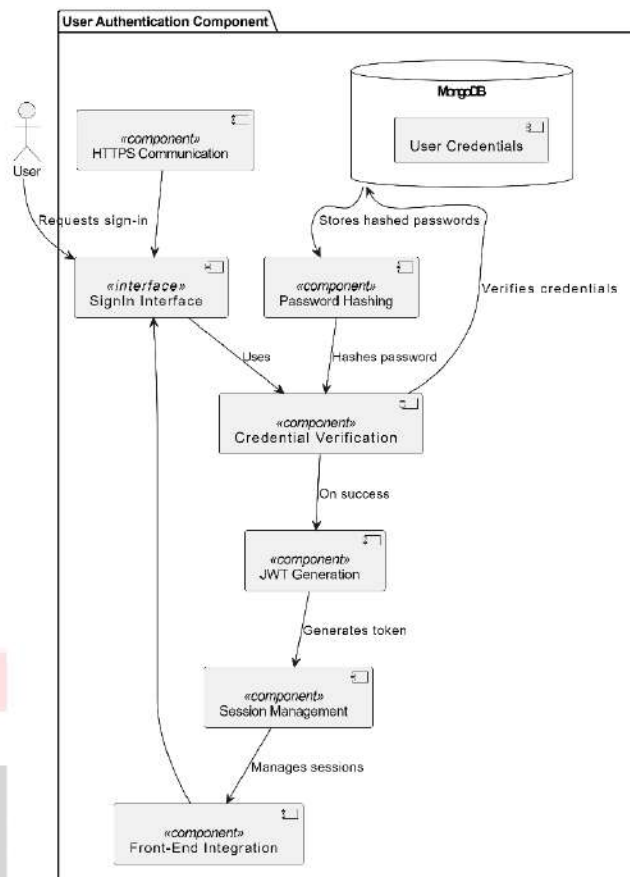 User Authentication Component
MongoDB
User Credentials
«component»
HTTPS Communication
User
Requests sign-in
Stores hashed passwords
«interface»
SignIn Interface
«component»
Password Hashing
Verifies credentials
Uses
Hashes password
«component»
Credential Verification
On success
«component»
JWT Generation
Generates token
«component»
Session Management
Manages sessions
«component»
Front-End Integration